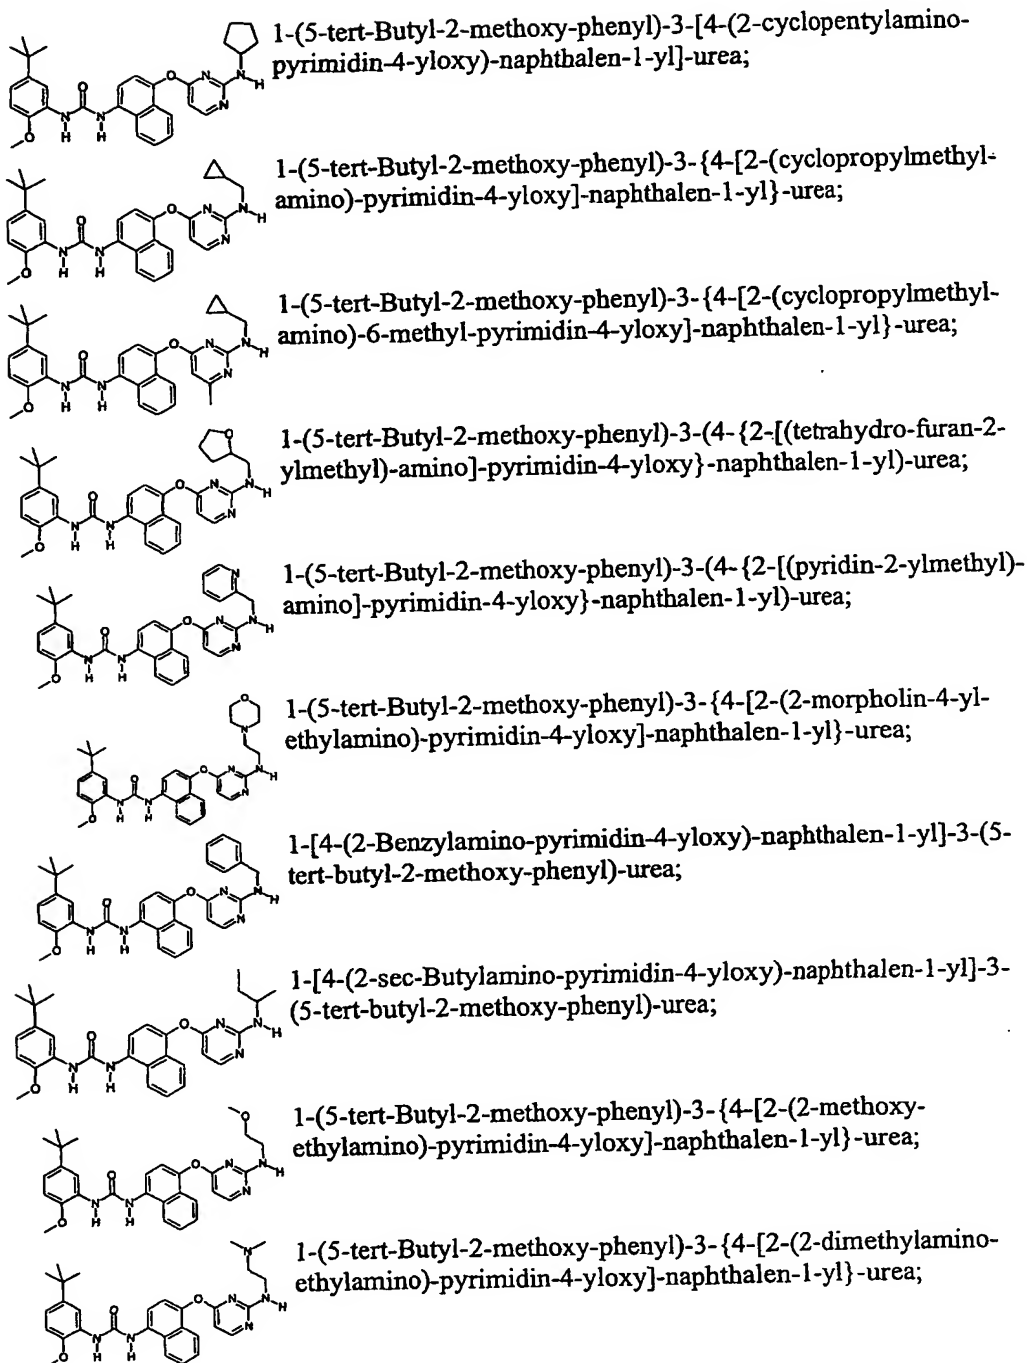 1-(5-tert-Butyl-2-methoxy-phenyl)-3-[4-(2-cyclopentylamino-
pyrimidin-4-yloxy)-naphthalen-1-yl]-urea;
1-(5-tert-Butyl-2-methoxy-phenyl)-3-{4-[2-(cyclopropylmethyl-
amino)-pyrimidin-4-yloxy]-naphthalen-1-yl}-urea;
1-(5-tert-Butyl-2-methoxy-phenyl)-3-{4-[2-(cyclopropylmethyl-
amino)-6-methyl-pyrimidin-4-yloxy]-naphthalen-1-yl}-urea;
1-(5-tert-Butyl-2-methoxy-phenyl)-3-(4-{2-[(tetrahydro-furan-2-
ylmethyl)-amino]-pyrimidin-4-yloxy}-naphthalen-1-yl)-urea;
1-(5-tert-Butyl-2-methoxy-phenyl)-3-(4-{2-[(pyridin-2-ylmethyl)-
amino]-pyrimidin-4-yloxy}-naphthalen-1-yl)-urea;
1-(5-tert-Butyl-2-methoxy-phenyl)-3-{4-[2-(2-morpholin-4-yl-
ethylamino)-pyrimidin-4-yloxy]-naphthalen-1-yl}-urea;
1-[4-(2-Benzylamino-pyrimidin-4-yloxy)-naphthalen-1-yl]-3-(5-
tert-butyl-2-methoxy-phenyl)-urea;
1-[4-(2-sec-Butylamino-pyrimidin-4-yloxy)-naphthalen-1-yl]-3-
(5-tert-butyl-2-methoxy-phenyl)-urea;
1-(5-tert-Butyl-2-methoxy-phenyl)-3-{4-[2-(2-methoxy-
ethylamino)-pyrimidin-4-yloxy]-naphthalen-1-yl}-urea;
1-(5-tert-Butyl-2-methoxy-phenyl)-3-{4-[2-(2-dimethylamino-
ethylamino)-pyrimidin-4-yloxy]-naphthalen-1-yl}-urea;